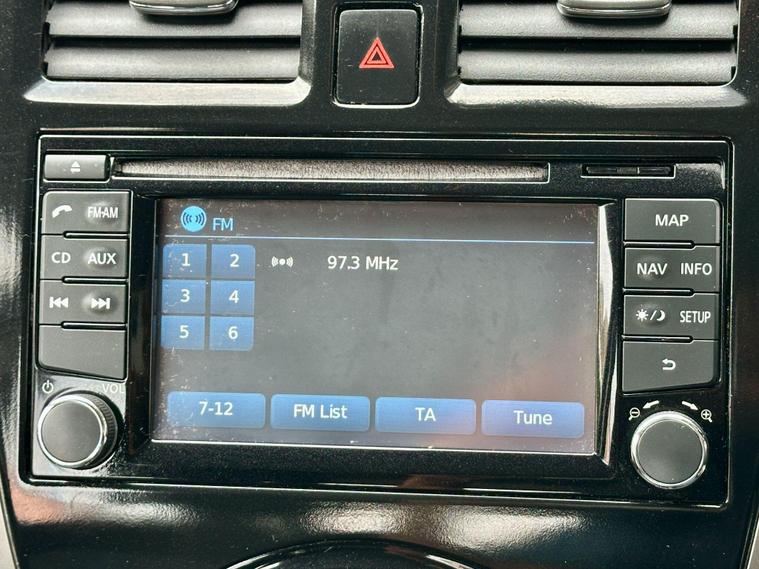 FM·AM
CD AUX
VOL
FM
1 2
97.3 MHz
3 4
5 6
7-12 FM List TA Tune
MAP
NAV INFO
SETUP